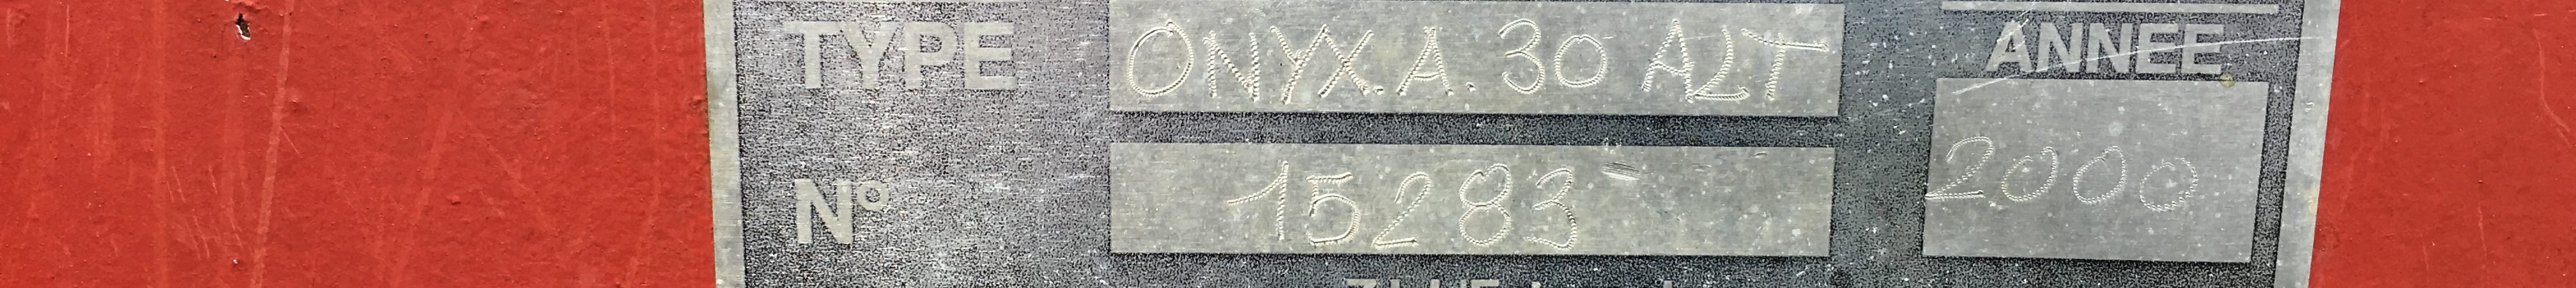 TYPE ONYX.A.30 ALT
ANNEE
2000
N° 15283